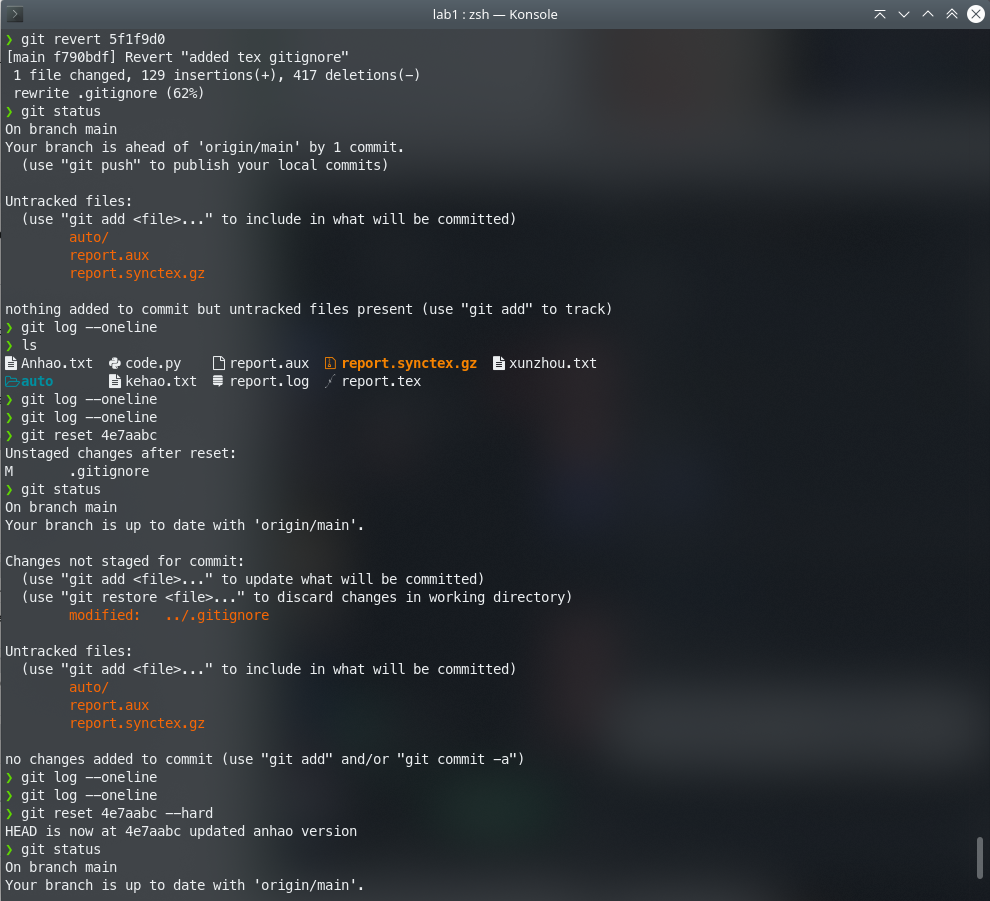 lab1 : zsh — Konsole
❯ git revert 5f1f9d0
[main f790bdf] Revert "added tex gitignore"
 1 file changed, 129 insertions(+), 417 deletions(-)
 rewrite .gitignore (62%)
❯ git status
On branch main
Your branch is ahead of 'origin/main' by 1 commit.
  (use "git push" to publish your local commits)

Untracked files:
  (use "git add <file>..." to include in what will be committed)
        auto/
        report.aux
        report.synctex.gz

nothing added to commit but untracked files present (use "git add" to track)
❯ git log --oneline
❯ ls
Anhao.txt  code.py  report.aux  report.synctex.gz  xunzhou.txt
auto  kehao.txt  report.log  report.tex
❯ git log --oneline
❯ git log --oneline
❯ git reset 4e7aabc
Unstaged changes after reset:
M       .gitignore
❯ git status
On branch main
Your branch is up to date with 'origin/main'.

Changes not staged for commit:
  (use "git add <file>..." to update what will be committed)
  (use "git restore <file>..." to discard changes in working directory)
        modified:   ../.gitignore

Untracked files:
  (use "git add <file>..." to include in what will be committed)
        auto/
        report.aux
        report.synctex.gz

no changes added to commit (use "git add" and/or "git commit -a")
❯ git log --oneline
❯ git log --oneline
❯ git reset 4e7aabc --hard
HEAD is now at 4e7aabc updated anhao version
❯ git status
On branch main
Your branch is up to date with 'origin/main'.